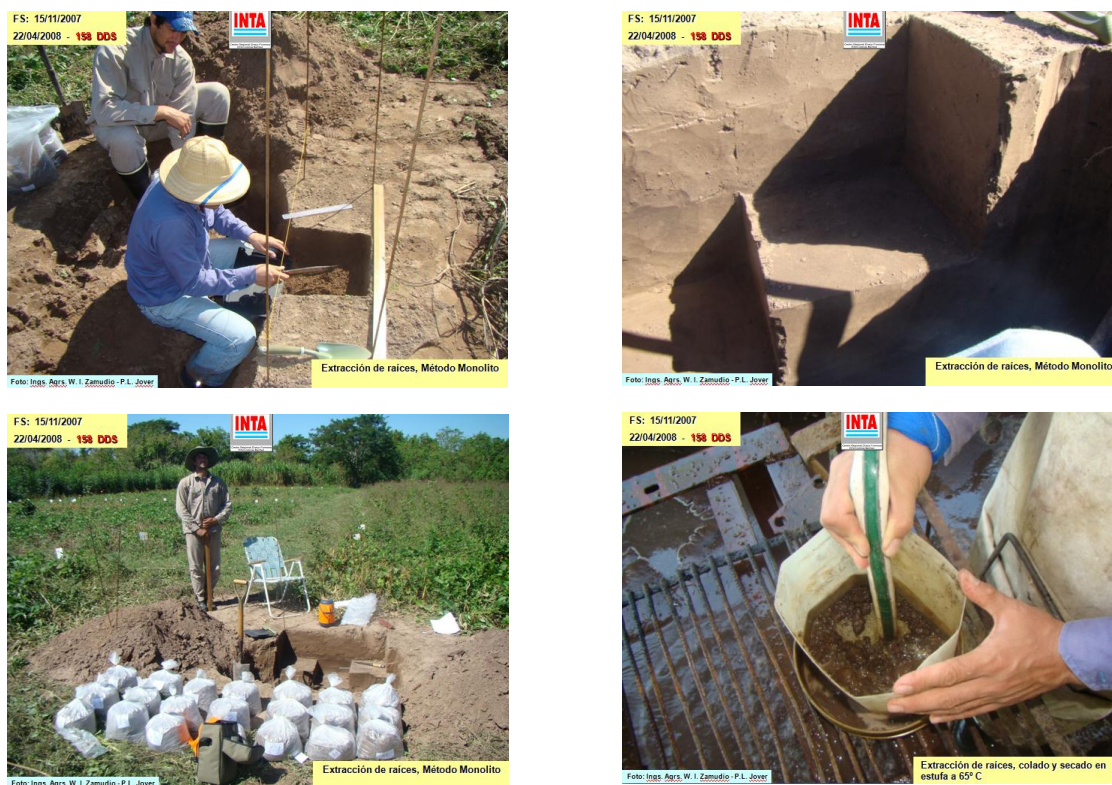 FS: 15/11/2007
22/04/2008 - 158 DDS
INTA
Extracción de raíces, Método Monolito
Foto: Ings. Agrs. W. I. Zamudio - P.L. Jover
FS: 15/11/2007
22/04/2008 - 158 DDS
INTA
Extracción de raíces, Método Monolito
Foto: Ings. Agrs. W. I. Zamudio - P.L. Jover
FS: 15/11/2007
22/04/2008 - 158 DDS
INTA
Extracción de raíces, Método Monolito
Foto: Ings. Agrs. W. I. Zamudio - P.L. Jover
FS: 15/11/2007
22/04/2008 - 158 DDS
INTA
Extracción de raíces, colado y secado en
estufa a 65º C
Foto: Ings. Agrs. W. I. Zamudio - P.L. Jover